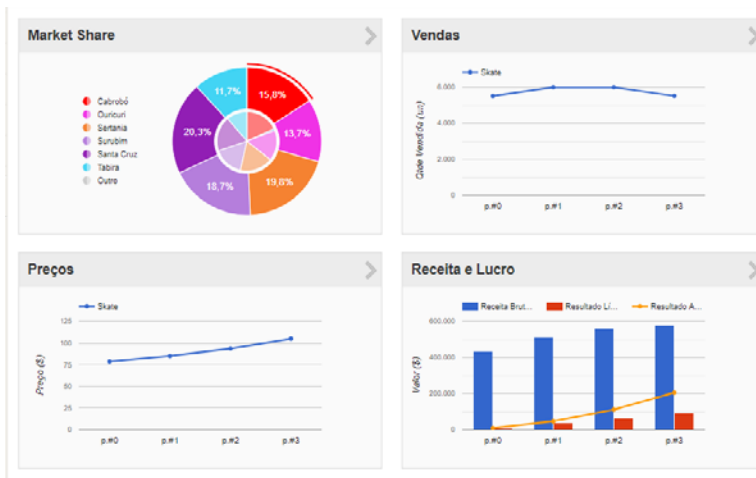 Market Share
Cabrobó
Ouricuri
Sertania
Surubim
Santa Cruz
Tabira
Outro
15,8%
13,7%
19,8%
18,7%
20,3%
11,7%
Vendas
Skate
Qtde Vendida (un)
6.000
4.000
2.000
0
p.#0 p.#1 p.#2 p.#3
Preços
Skate
Preço ($)
125
100
75
50
25
0
p.#0 p.#1 p.#2 p.#3
Receita e Lucro
Receita Brut... Resultado Lí... Resultado A...
Valor ($)
600.000
400.000
200.000
0
p.#0 p.#1 p.#2 p.#3